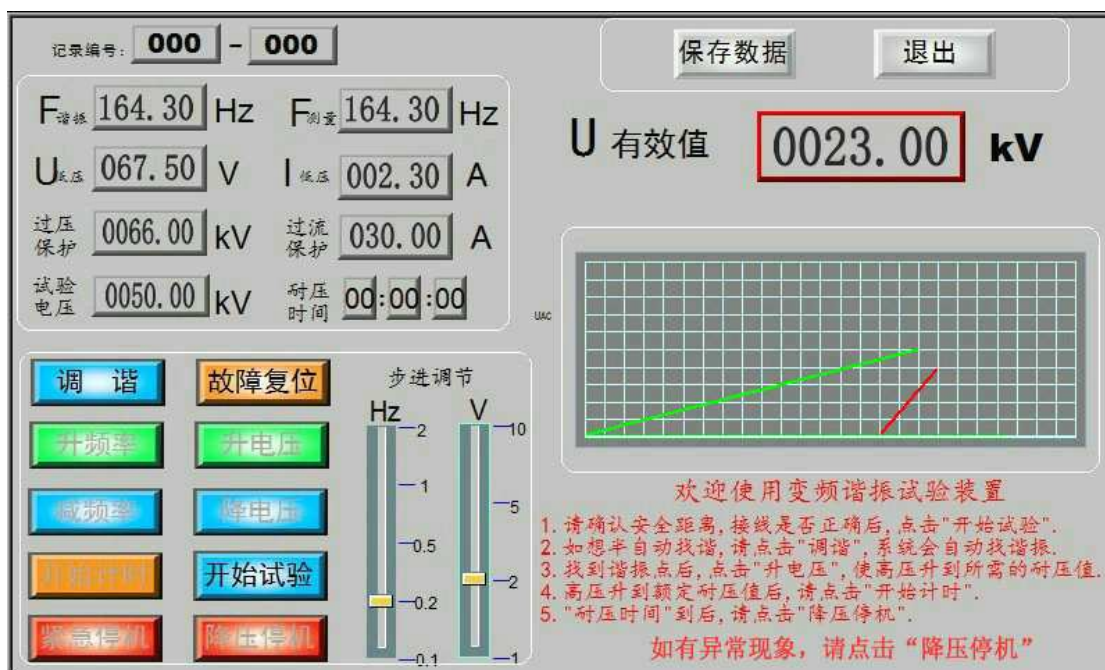 记录编号: 000 - 000
保存数据 退出
F谐振 164.30 Hz F测量 164.30 Hz
U有效值 0023.00 kV
U低压 067.50 V I低压 002.30 A
过压保护 0066.00 kV 过流保护 030.00 A
试验电压 0050.00 kV 耐压时间 00:00:00
UAC
调谐 故障复位 步进调节
Hz V
升频率 升电压
减频率 降电压
开始计时 开始试验
紧急停机 降压停机
2
1
0.5
0.2
0.1
10
5
2
1
欢迎使用变频谐振试验装置
1. 请确认安全距离,接线是否正确后,点击"开始试验".
2. 如想半自动找谐,请点击"调谐",系统会自动找谐振.
3. 找到谐振点后,点击"升电压",使高压升到所需的耐压值.
4. 高压升到额定耐压值后,请点击"开始计时".
5. "耐压时间"到后,请点击"降压停机".
如有异常现象，请点击“降压停机”